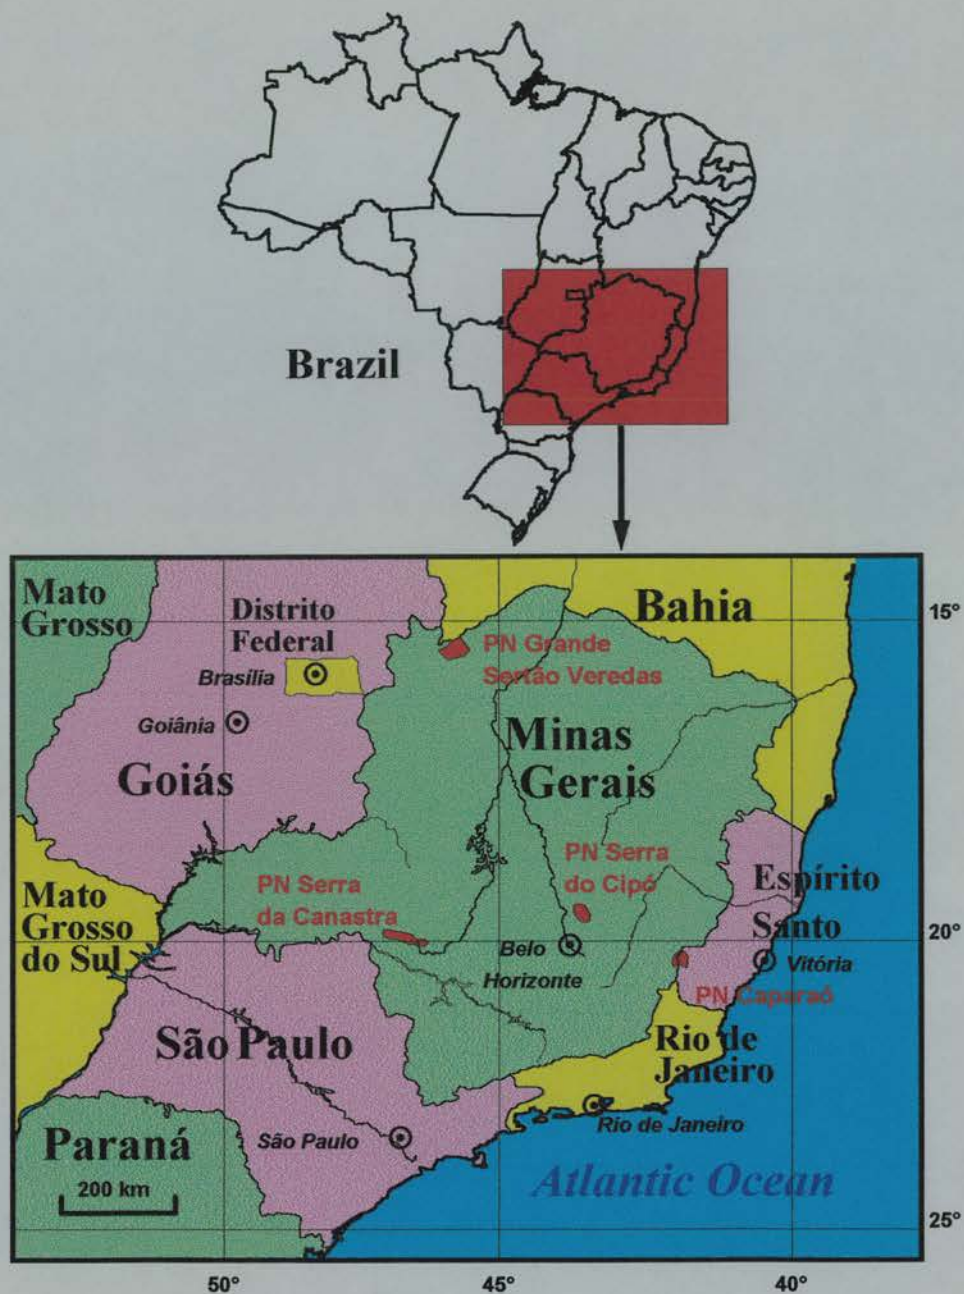 Brazil
Mato
Grosso
Distrito
Federal
Bahia
15°
PN Grande
Sertão Veredas
Brasília
Goiânia
Minas
Gerais
Goiás
PN Serra
do Cipó
PN Serra
da Canastra
Espírito
Santo
Mato
Grosso
do Sul
20°
Belo
Horizonte
Vitória
PN Caparaó
São Paulo
Rio de
Janeiro
Rio de Janeiro
São Paulo
Paraná
200 km
Atlantic Ocean
25°
50°
45°
40°